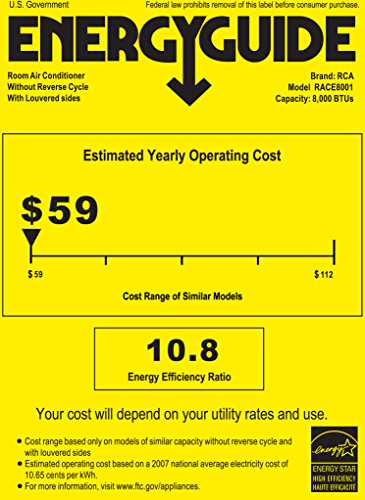 U.S. Government
Federal law prohibits removal of this label before consumer purchase.
ENERGYGUIDE
Room Air Conditioner
Without Reverse Cycle
With Louvered sides
Brand: RCA
Model RACE8001
Capacity: 8,000 BTUs
Estimated Yearly Operating Cost
$59
$59
$112
Cost Range of Similar Models
10.8
Energy Efficiency Ratio
Your cost will depend on your utility rates and use.
● Cost range based only on models of similar capacity without reverse cycle and
with louvered sides
● Estimated operating cost based on a 2007 national average electricity cost of
10.65 cents per kWh.
● For more information, visit www.ftc.gov/appliances.
energy
ENERGY STAR
HIGH EFFICIENCY
HAUTE EFFICACITÉ